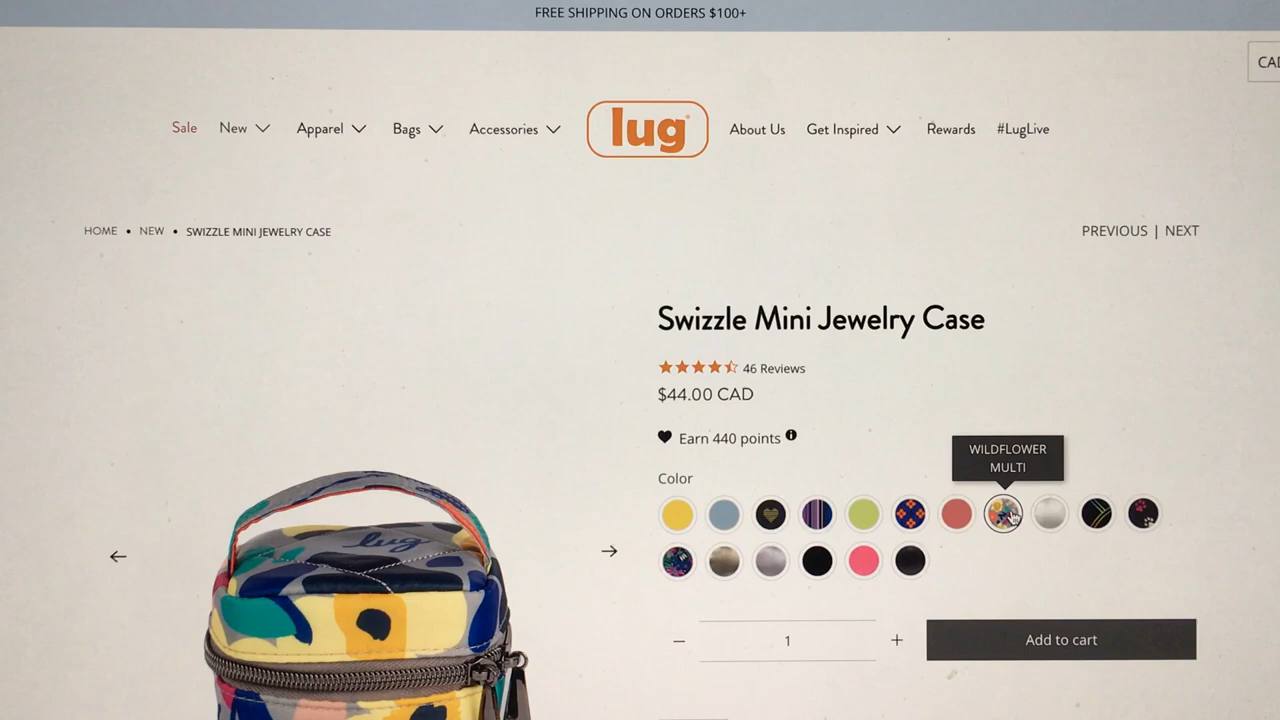 FREE SHIPPING ON ORDERS $100+
CAD
Sale New Apparel Bags Accessories lug® About Us Get Inspired Rewards #LugLive
HOME • NEW • SWIZZLE MINI JEWELRY CASE
PREVIOUS | NEXT
Swizzle Mini Jewelry Case
46 Reviews
$44.00 CAD
Earn 440 points
WILDFLOWER
MULTI
Color
lug
1
Add to cart